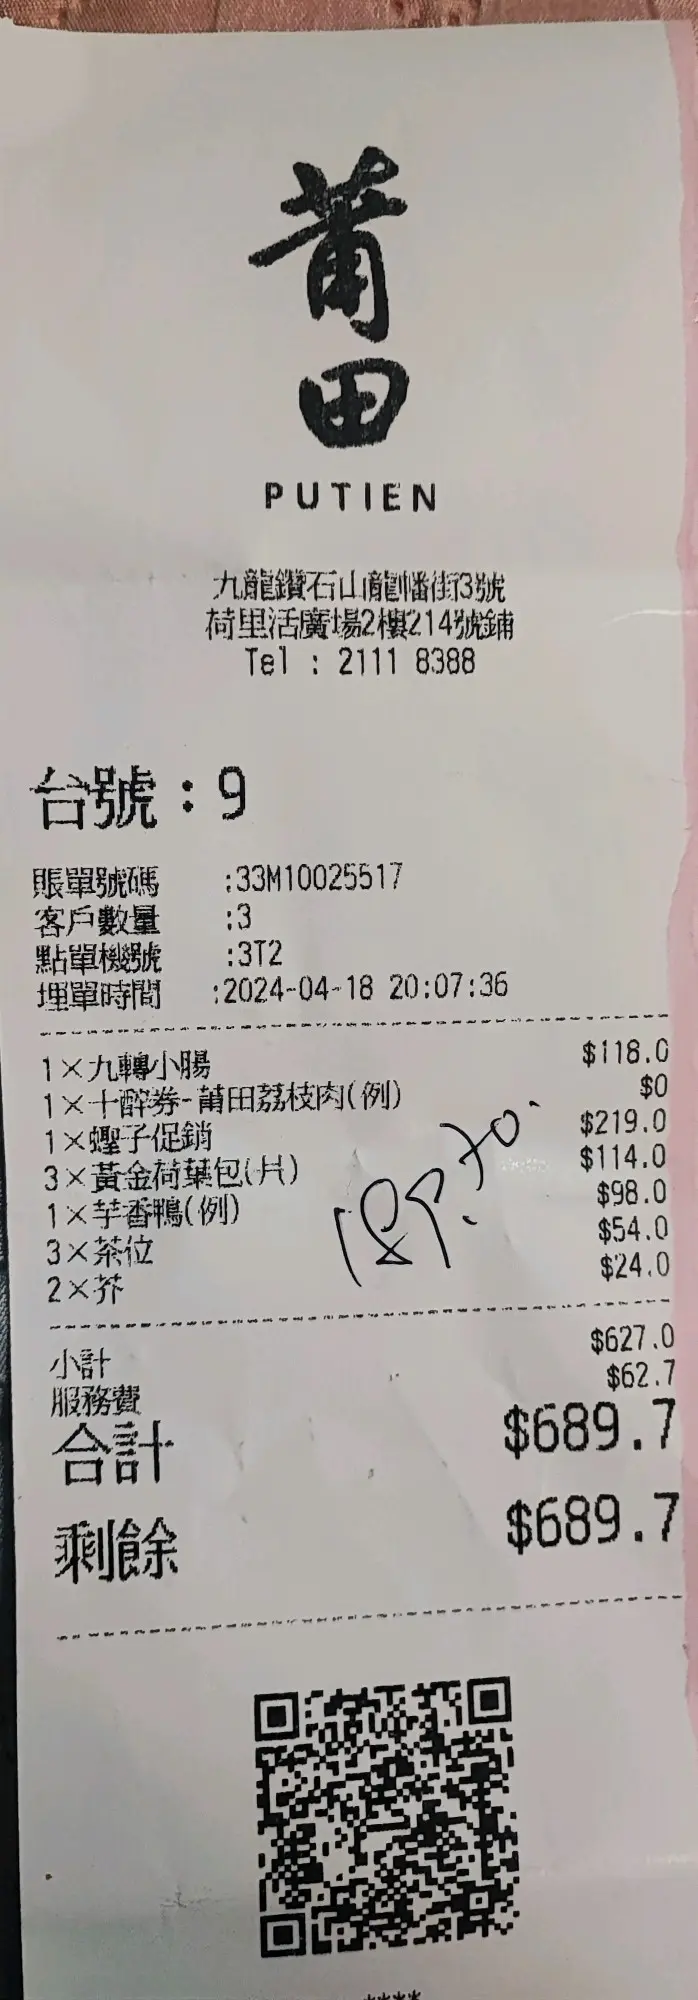 莆
田
PUTIEN
九龍鑽石山龍蟠街3號
荷里活廣場2樓214號鋪
Tel : 2111 8388
台號：9
賬單號碼 :33M10025517
客戶數量 :3
點單機號 :3T2
埋單時間 :2024-04-18 20:07:36
1×九轉小腸 $118.0
1×十醉券-莆田荔枝肉(例) $0
1×蟶子促銷 $219.0
3×黃金荷葉包(片) $114.0
1×芋香鴨(例) $98.0
3×茶位 $54.0
2×芥 $24.0
小計 $627.0
服務費 $62.7
合計 $689.7
剩餘 $689.7
****